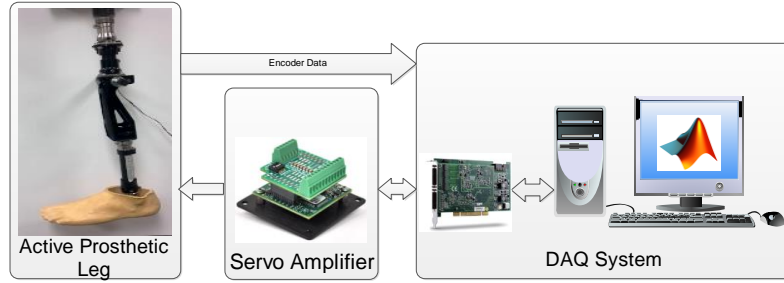 Encoder Data
Active Prosthetic
Leg
Servo Amplifier
DAQ System